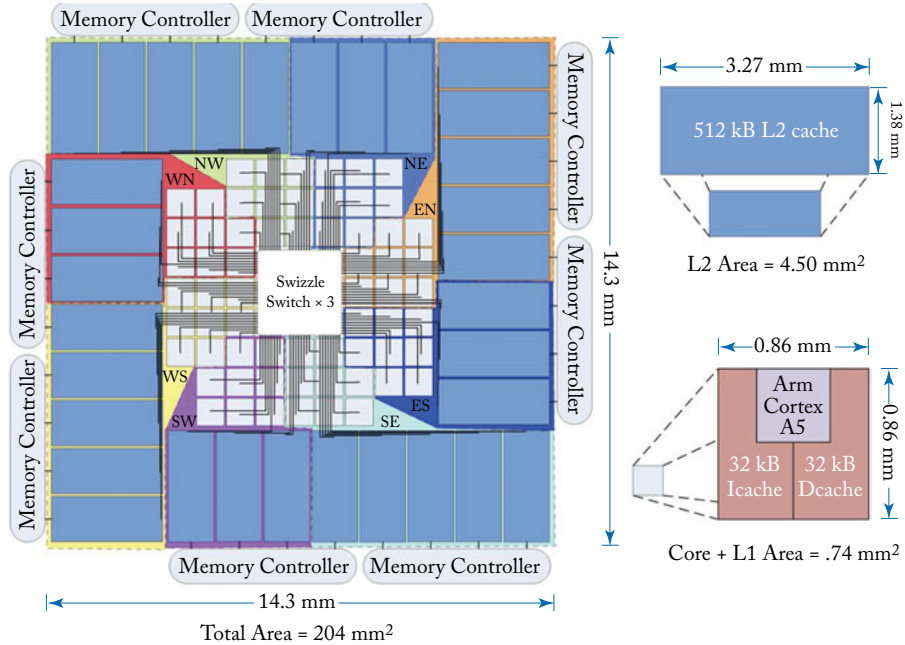 Memory Controller
Memory Controller
Memory Controller
Memory Controller
Memory Controller
Memory Controller
Memory Controller
Memory Controller
NW
NE
WN
EN
Swizzle
Switch × 3
WS
ES
SW
SE
14.3 mm
14.3 mm
Total Area = 204 mm²
3.27 mm
1.38 mm
512 kB L2 cache
L2 Area = 4.50 mm²
0.86 mm
0.86 mm
Arm
Cortex
A5
32 kB
Icache
32 kB
Dcache
Core + L1 Area = .74 mm²